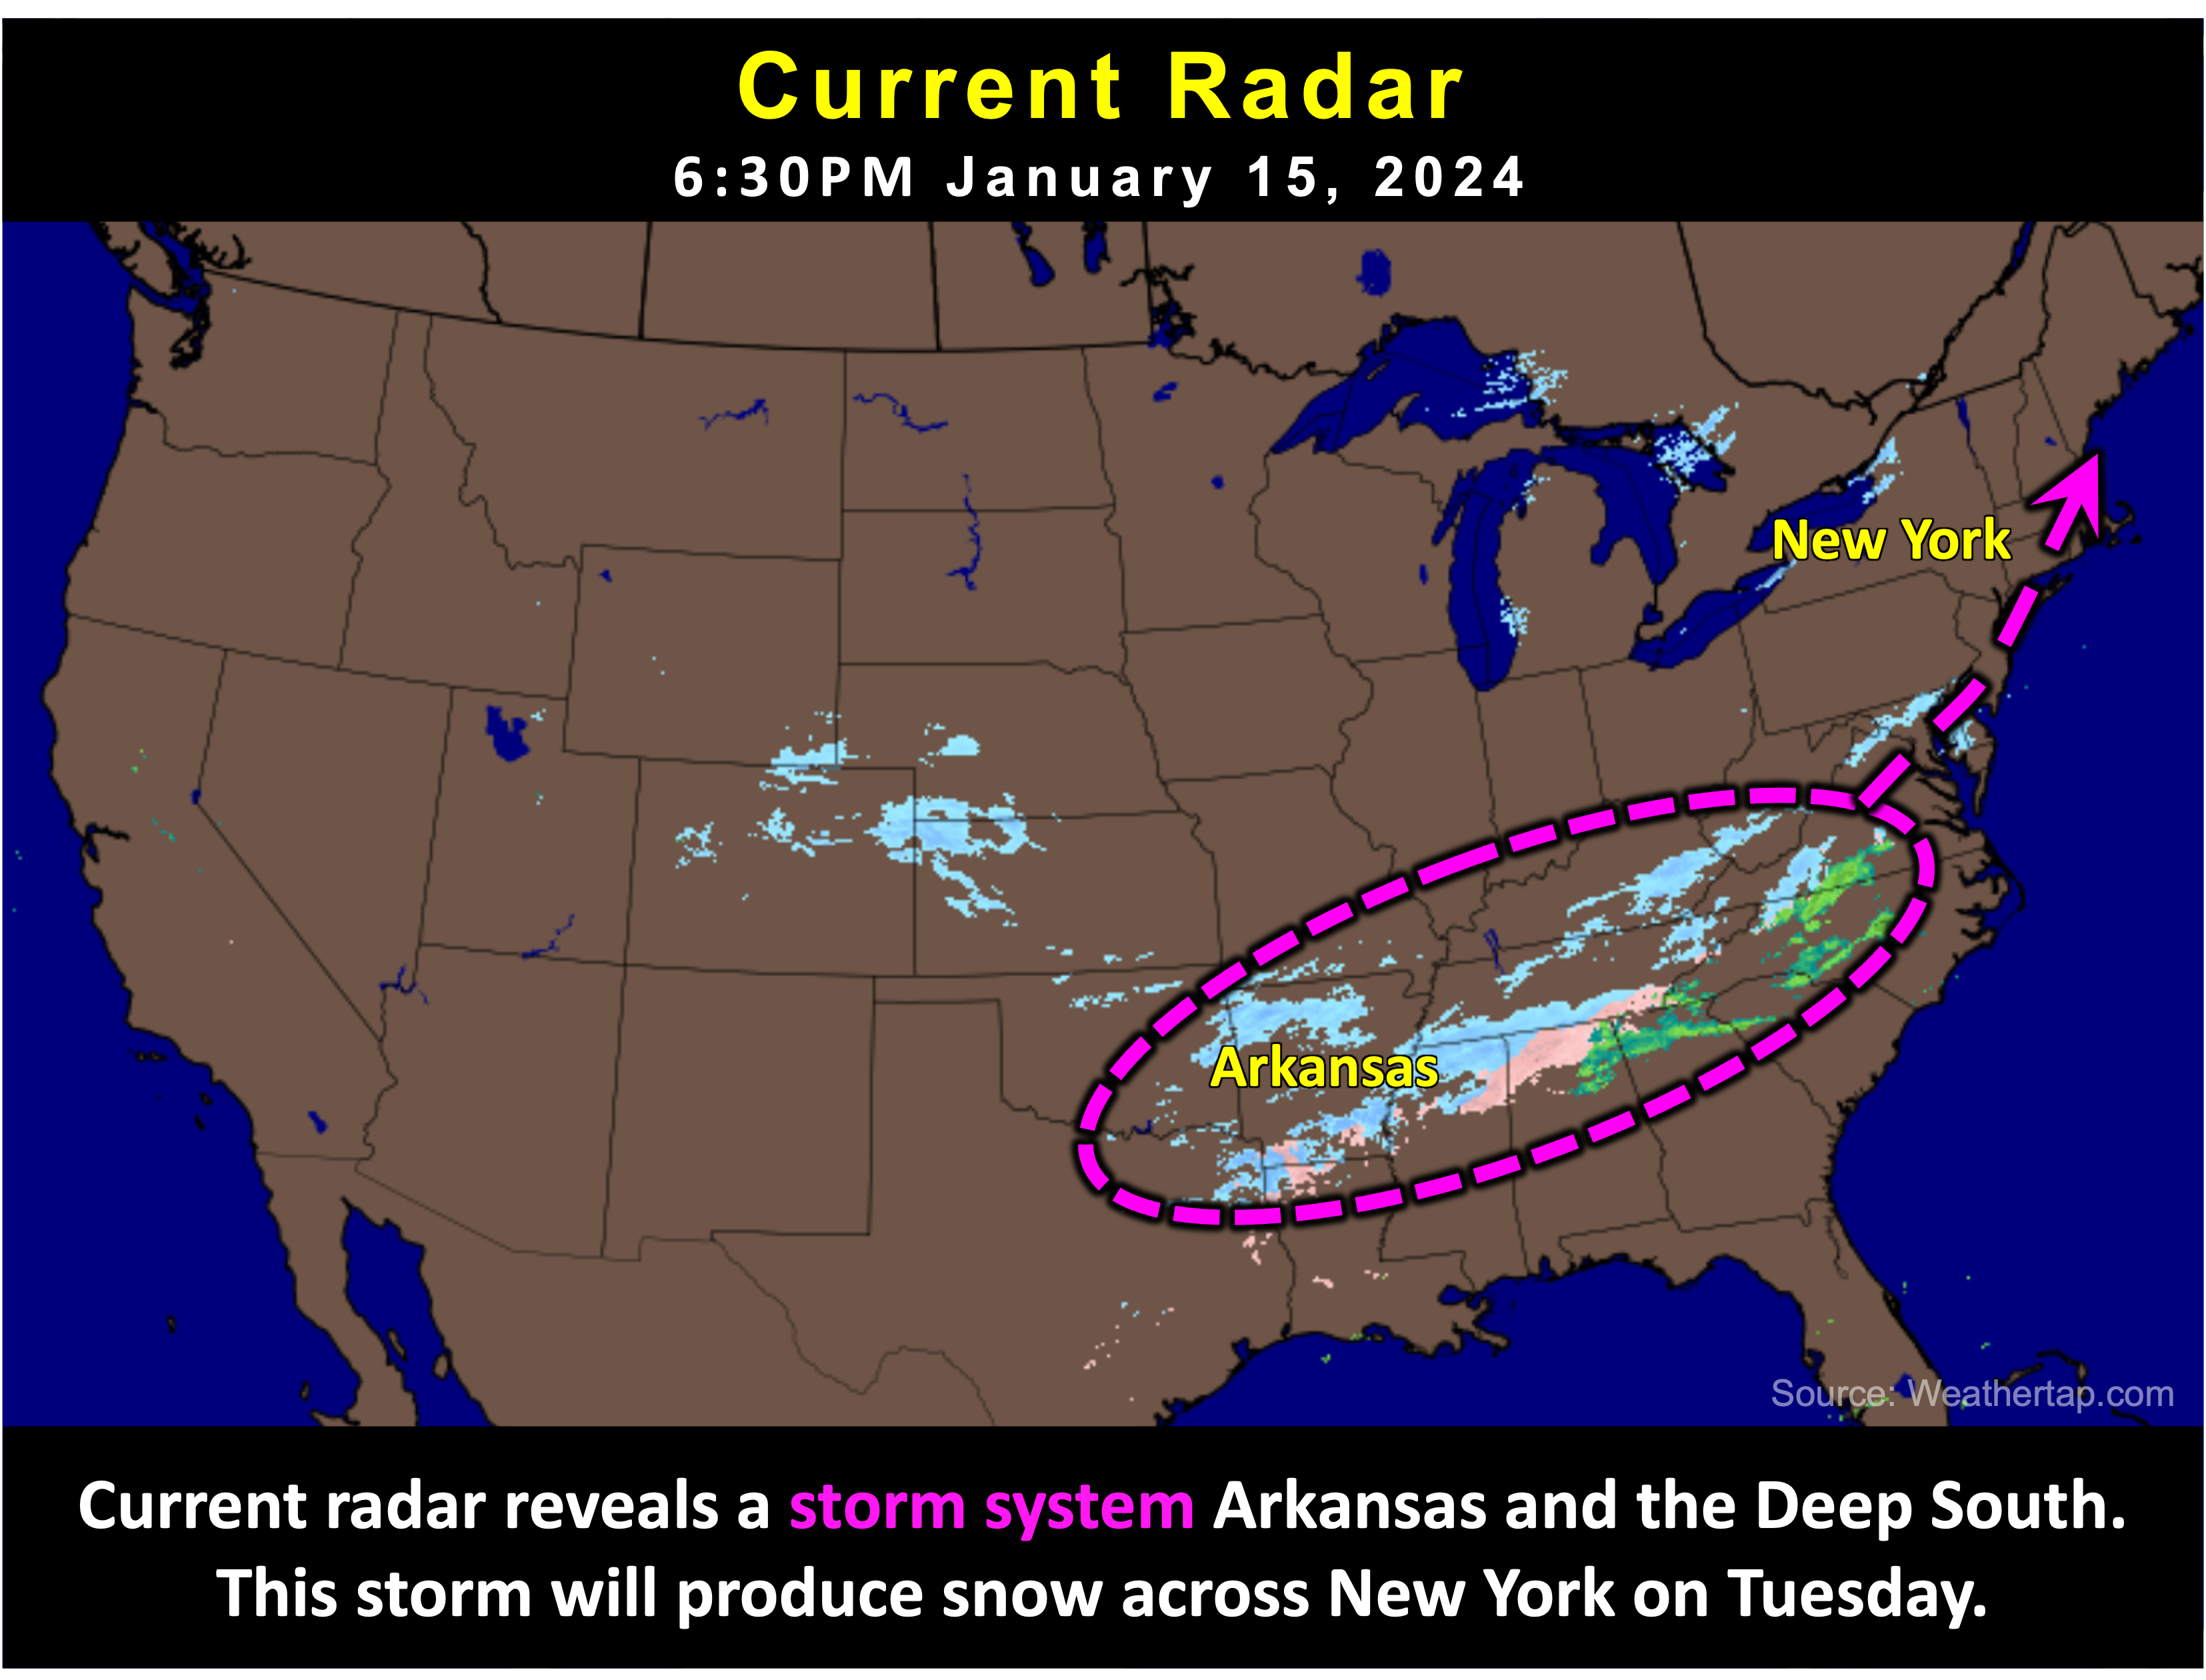 Current Radar
6:30PM January 15, 2024
New York
Arkansas
Source: Weathertap.com
Current radar reveals a storm system Arkansas and the Deep South.
This storm will produce snow across New York on Tuesday.